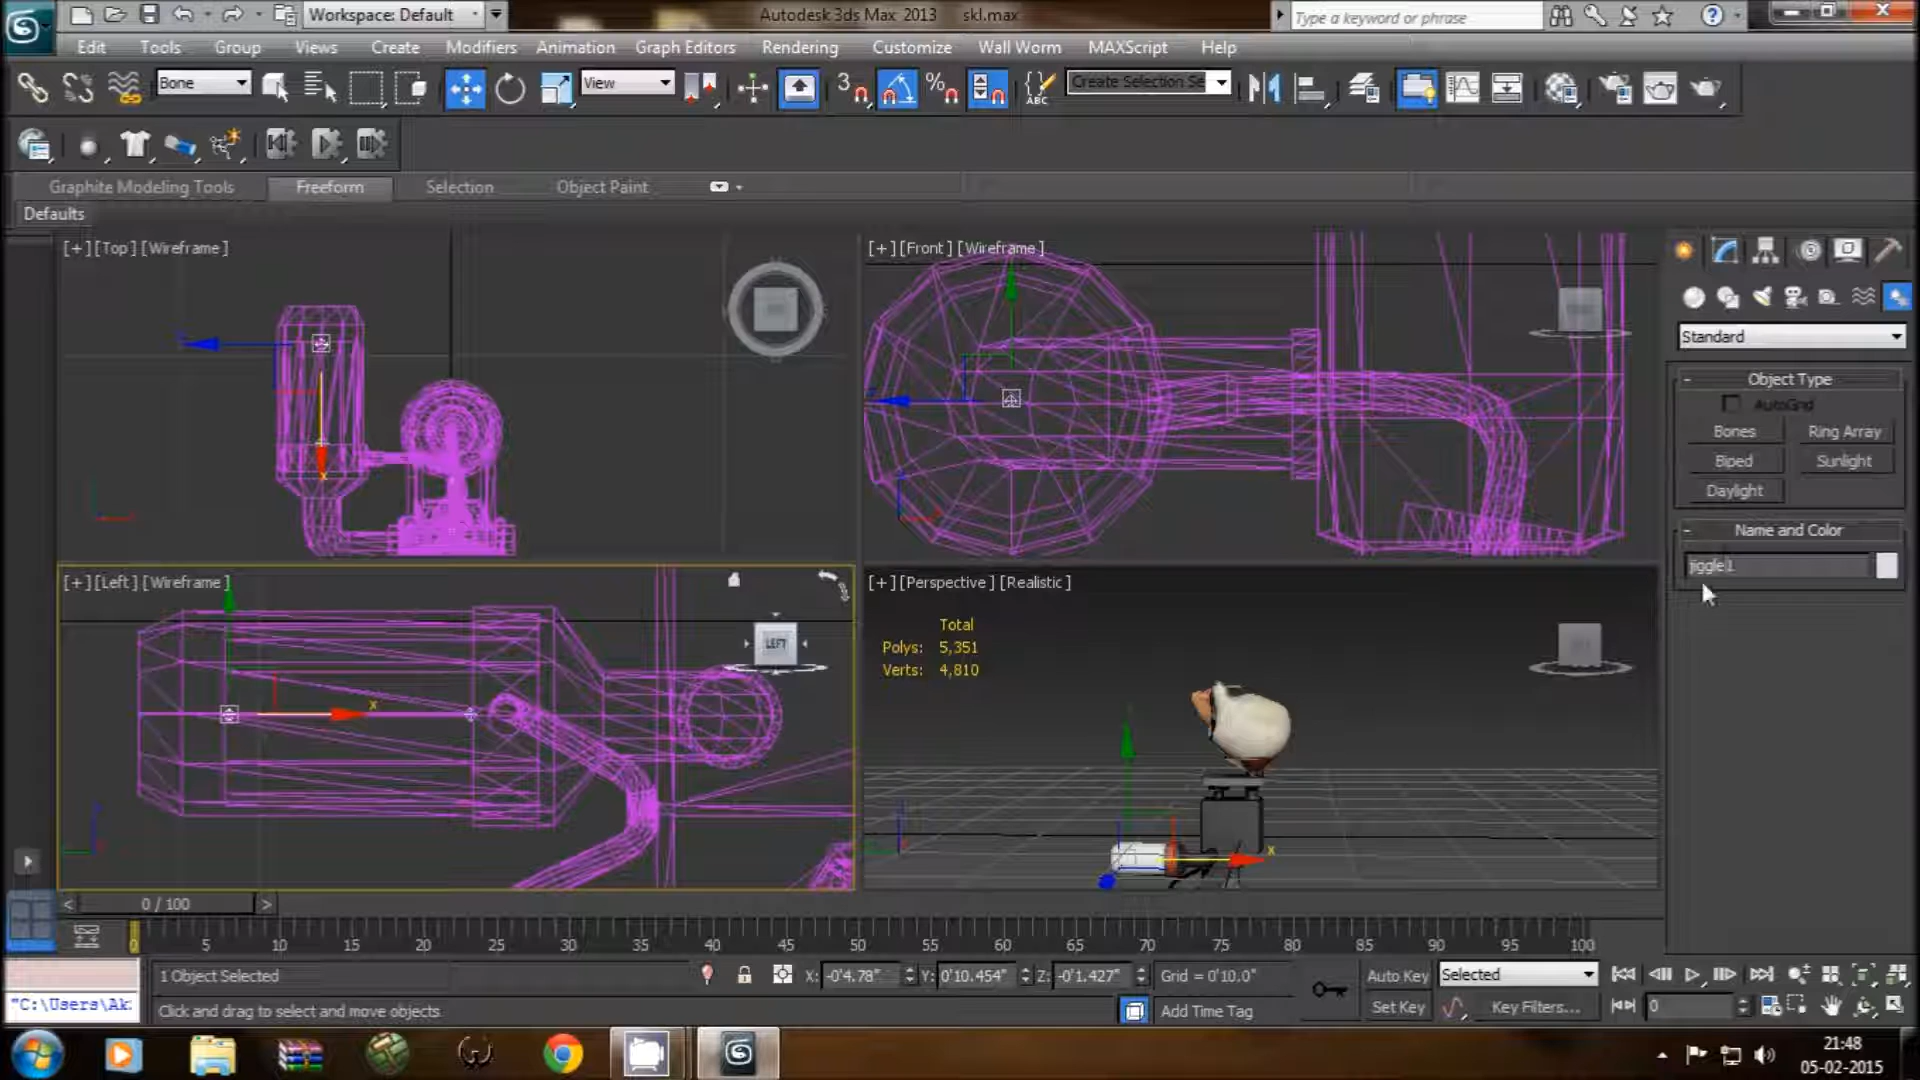 Workspace: Default
Autodesk 3ds Max 2013
skl.max
Type a keyword or phrase
Edit Tools Group Views Create Modifiers Animation Graph Editors Rendering Customize Wall Worm MAXScript Help
Bone
View
3
%
ABC
Create Selection Se
Graphite Modeling Tools Freeform Selection Object Paint
Defaults
[+][Top][Wireframe]
[+][Front][Wireframe]
Standard
- Object Type
AutoGrid
Bones Ring Array
Biped Sunlight
Daylight
- Name and Color
jiggle1
[+][Left][Wireframe]
LEFT
x
[+][Perspective][Realistic]
Total
Polys: 5,351
Verts: 4,810
x
< 0 / 100 >
0 5 10 15 20 25 30 35 40 45 50 55 60 65 70 75 80 85 90 95 100
1 Object Selected
X: -0'4.78" Y: 0'10.454" Z: -0'1.427" Grid = 0'10.0"
Auto Key Selected
"C:\Users\Ak:
Click and drag to select and move objects
Add Time Tag
Set Key Key Filters... 0
21:48
05-02-2015